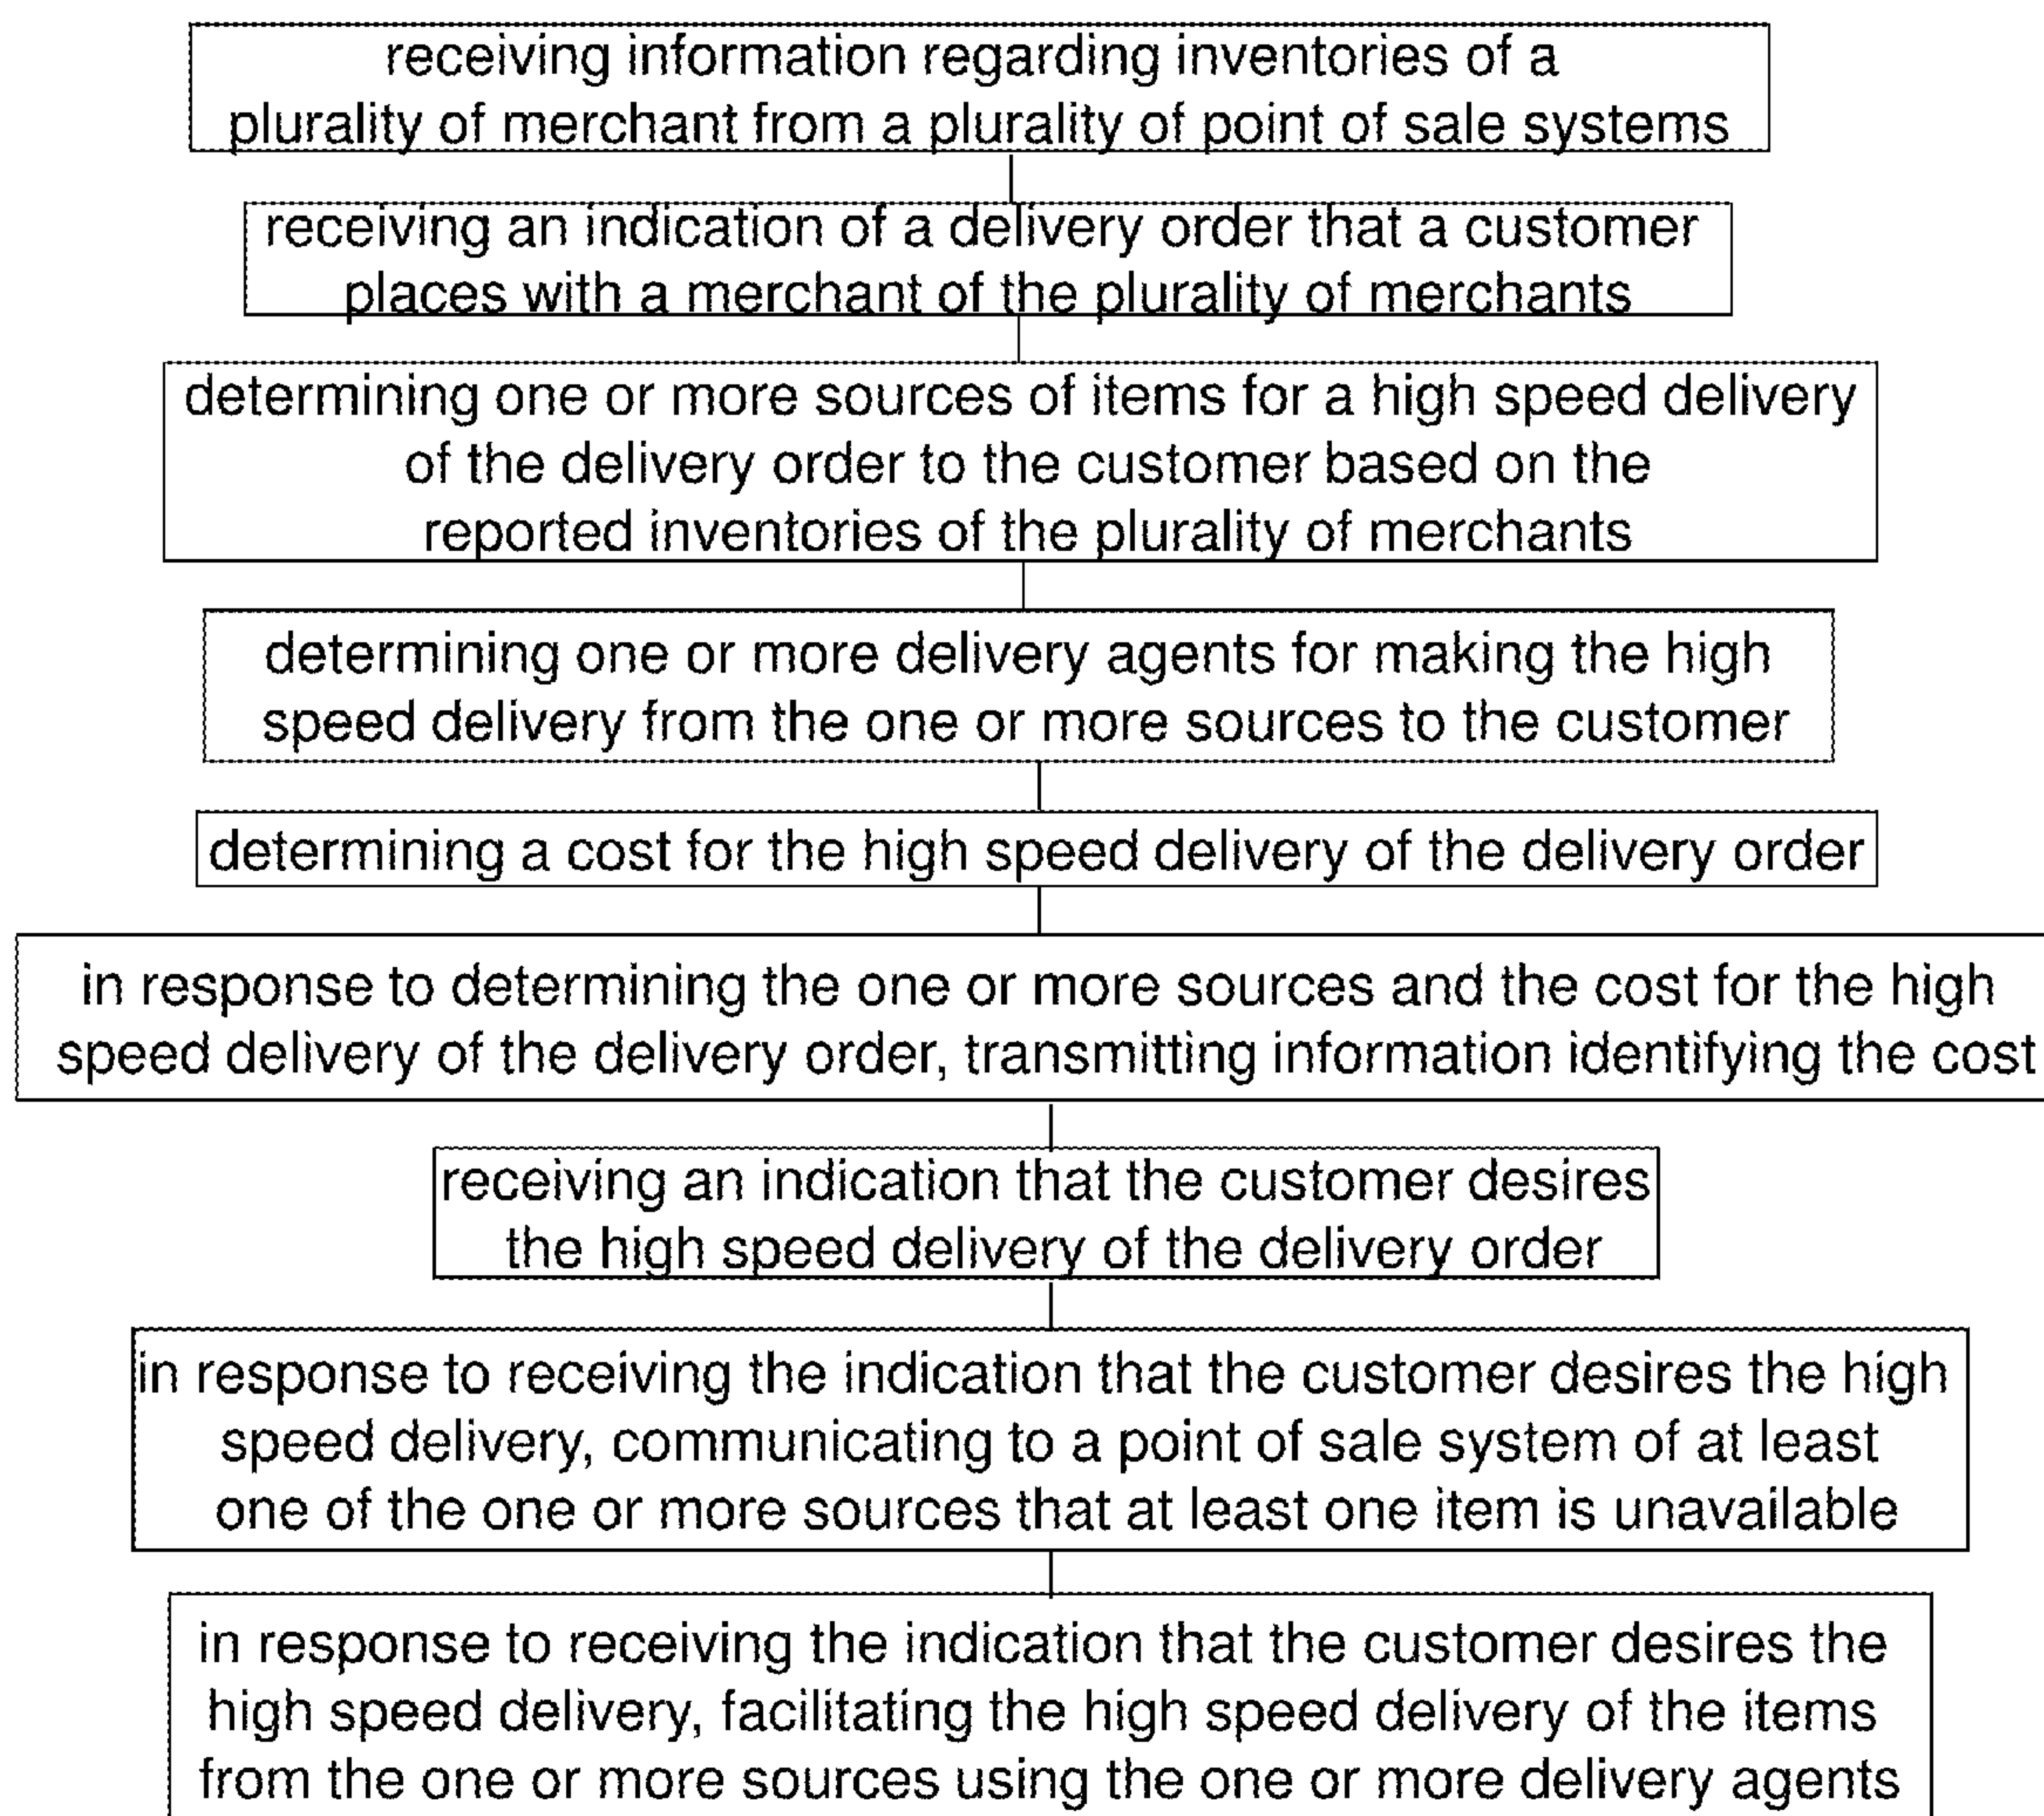 receiving information regarding inventories of a
plurality of merchant from a plurality of point of sale systems
receiving an indication of a delivery order that a customer
places with a merchant of the plurality of merchants
determining one or more sources of items for a high speed delivery
of the delivery order to the customer based on the
reported inventories of the plurality of merchants
determining one or more delivery agents for making the high
speed delivery from the one or more sources to the customer
determining a cost for the high speed delivery of the delivery order
in response to determining the one or more sources and the cost for the high
speed delivery of the delivery order, transmitting information identifying the cost
receiving an indication that the customer desires
the high speed delivery of the delivery order
in response to receiving the indication that the customer desires the high
speed delivery, communicating to a point of sale system of at least
one of the one or more sources that at least one item is unavailable
in response to receiving the indication that the customer desires the
high speed delivery, facilitating the high speed delivery of the items
from the one or more sources using the one or more delivery agents